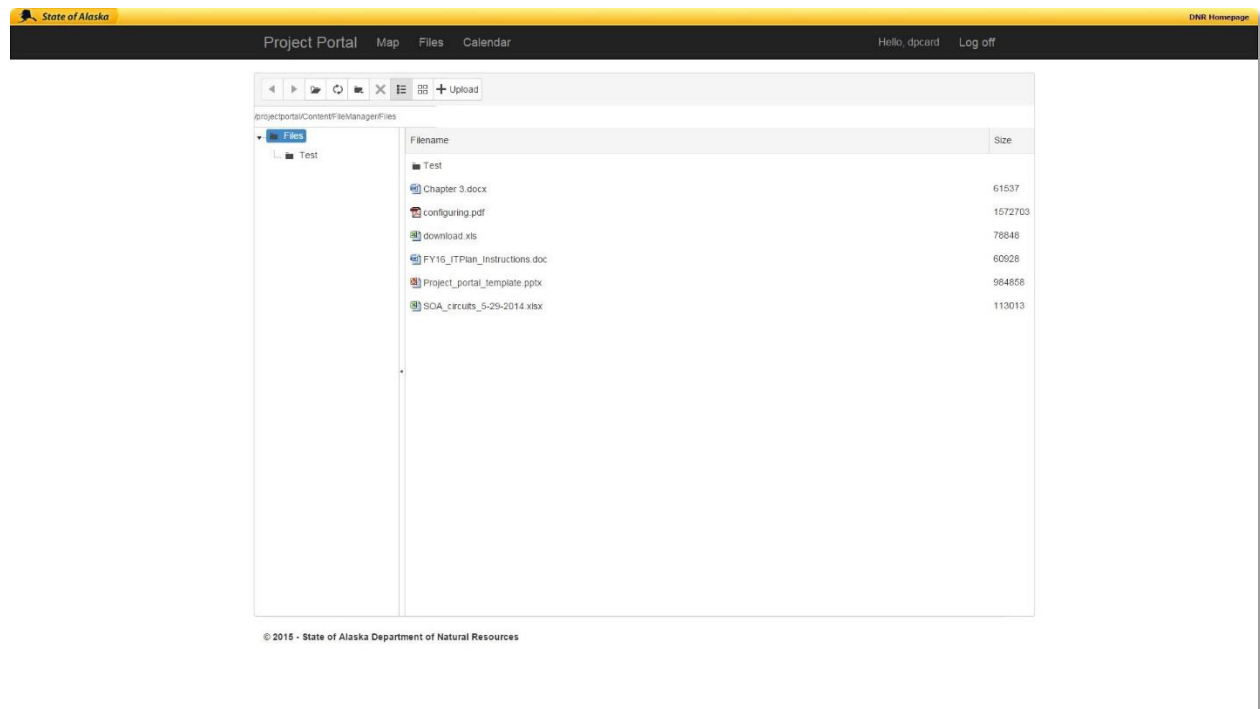 State of Alaska DNR Homepage
Project Portal Map Files Calendar Hello, dpcard Log off
Upload
/projectportal/Content/FileManager/Files
Files Filename Size
Test Test
Chapter 3.docx 61537
configuring.pdf 1572703
download.xls 78848
FY16_ITPlan_Instructions.doc 60928
Project_portal_template.pptx 984858
SOA_circuits_5-29-2014.xlsx 113013
© 2015 - State of Alaska Department of Natural Resources